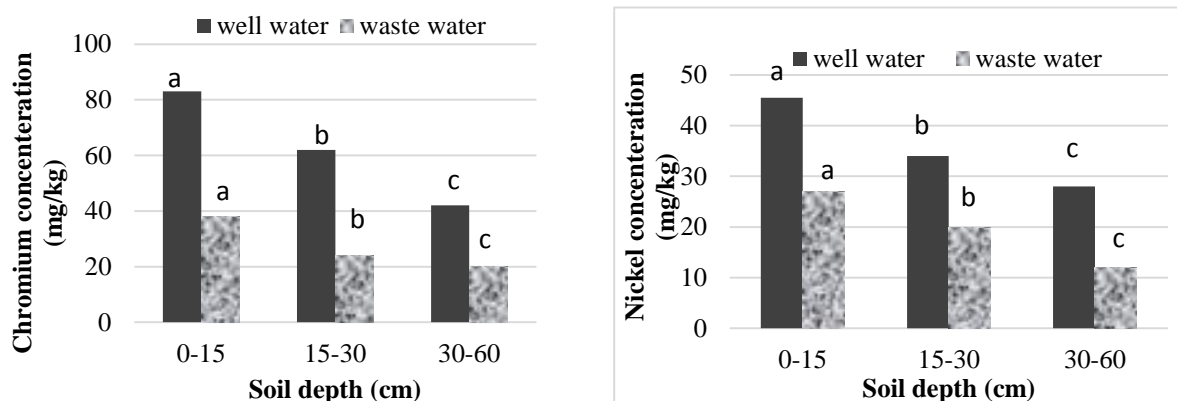 well water waste water
Chromium concenteration
(mg/kg)
100
80
60
40
20
0
a
a
b
b
c
c
0-15 15-30 30-60
Soil depth (cm)
well water waste water
Nickel concenteration
(mg/kg)
50
40
30
20
10
0
a
a
b
b
c
c
0-15 15-30 30-60
Soil depth (cm)